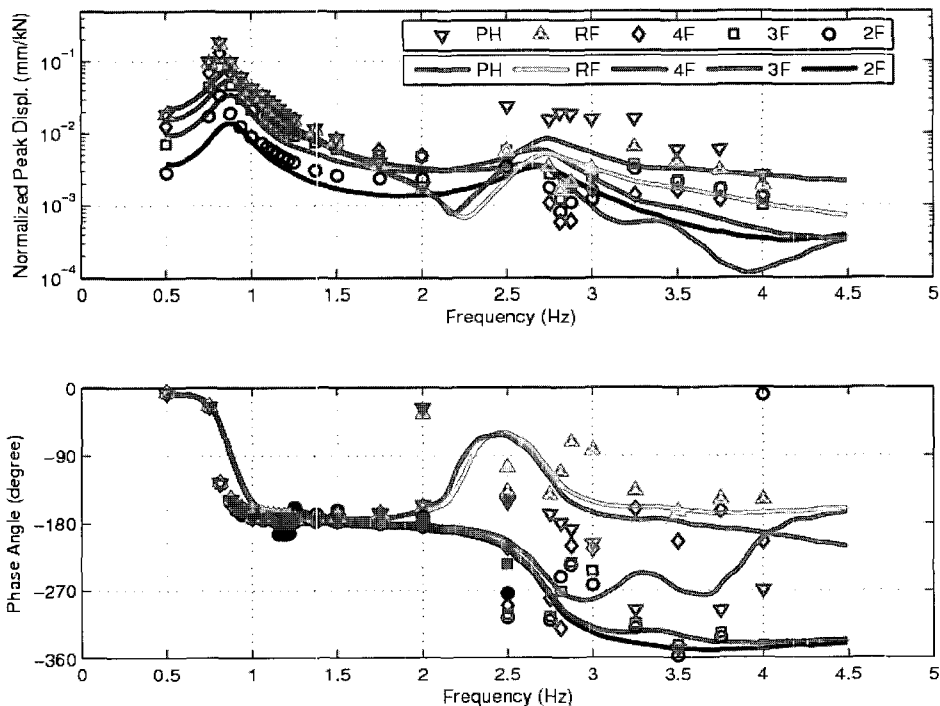 Normalized Peak Displ. (mm/kN)
10⁻¹
10⁻²
10⁻³
10⁻⁴
PH RF 4F 3F 2F
PH RF 4F 3F 2F
0 0.5 1 1.5 2 2.5 3 3.5 4 4.5 5
Frequency (Hz)
Phase Angle (degree)
0
-90
-180
-270
-360
0 0.5 1 1.5 2 2.5 3 3.5 4 4.5 5
Frequency (Hz)